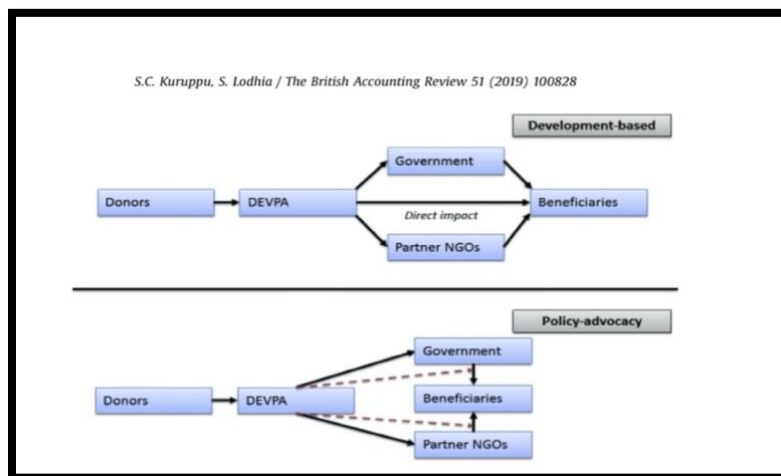 S.C. Kuruppu, S. Lodhia / The British Accounting Review 51 (2019) 100828
Development-based
Government
Donors
DEVPA
Beneficiaries
Direct impact
Partner NGOs
Policy-advocacy
Government
Donors
DEVPA
Beneficiaries
Partner NGOs